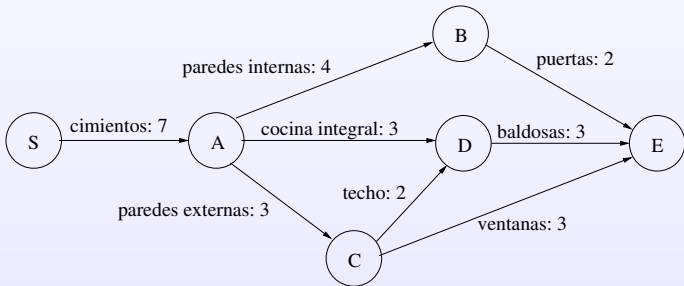 B
paredes internas: 4
puertas: 2
cimientos: 7
cocina integral: 3
baldosas: 3
S
A
D
E
techo: 2
paredes externas: 3
ventanas: 3
C